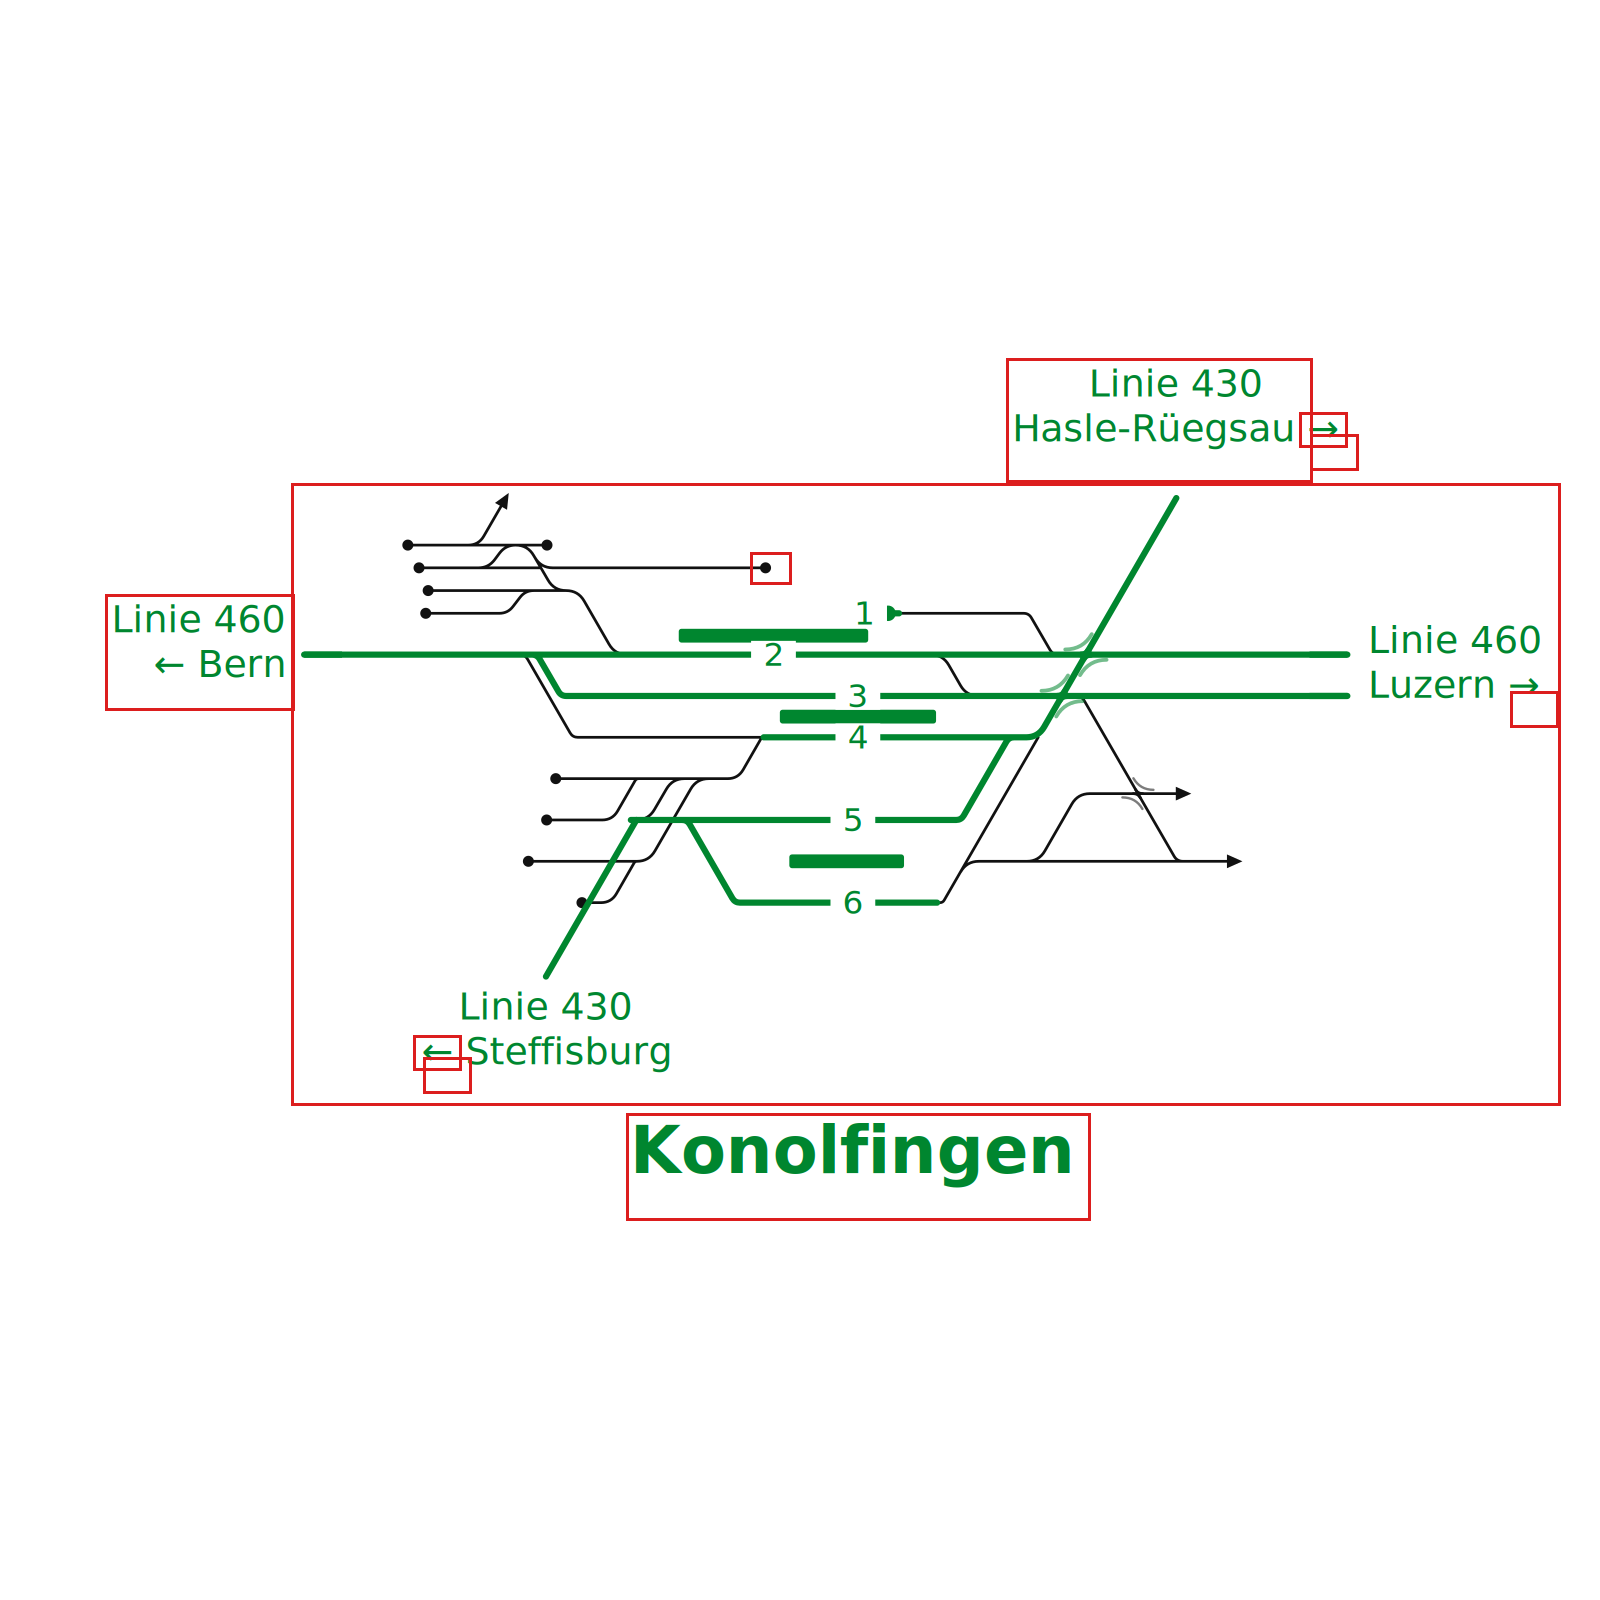 Linie 430
Hasle-Rüegsau →
Linie 460
← Bern
1
2
3
4
5
6
Linie 460
Luzern →
Linie 430
← Steffisburg
Konolfingen